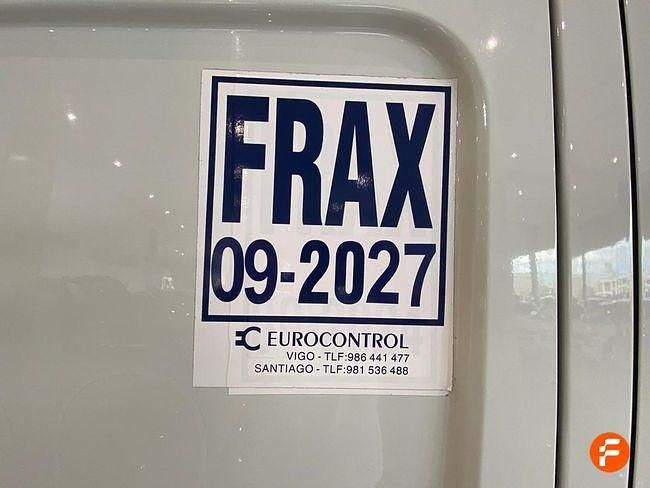 FRAX
09-2027
EUROCONTROL
VIGO - TLF:986 441 477
SANTIAGO - TLF:981 536 488